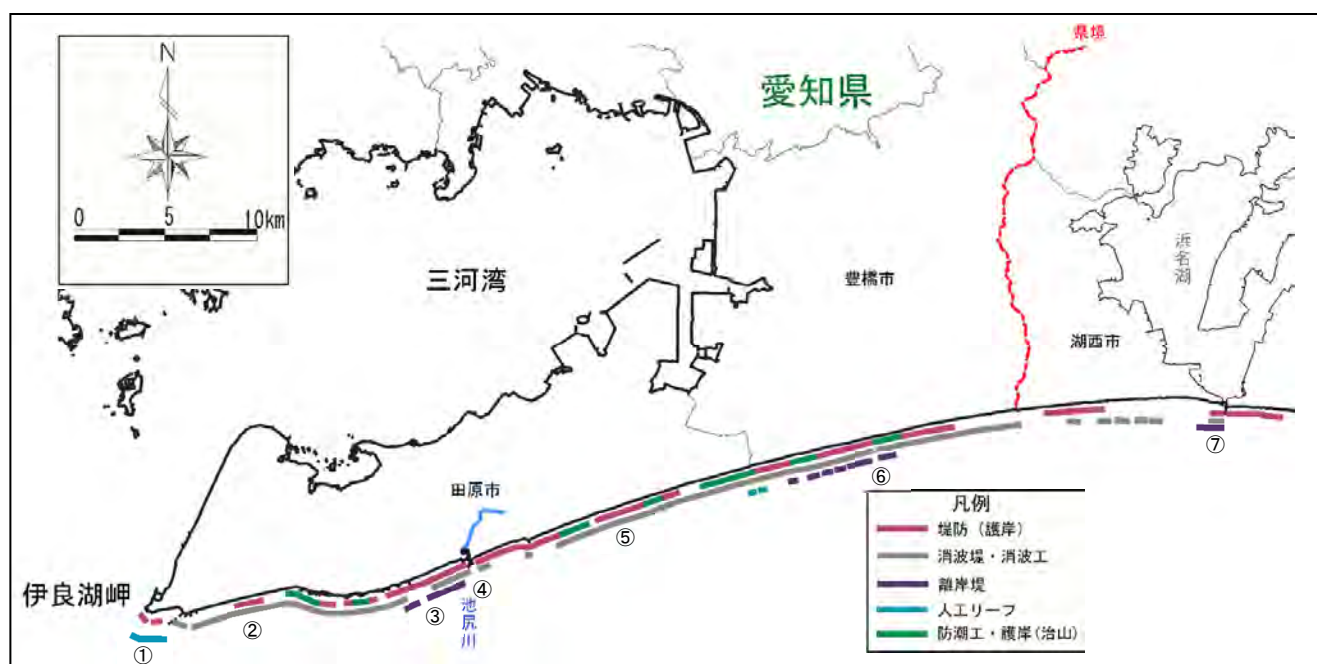 N
0 5 10km
県境
愛知県
三河湾
豊橋市
浜名湖
湖西市
田原市
伊良湖岬
池尻川
①
②
③
④
⑤
⑥
⑦
凡例
堤防（護岸）
消波堤・消波工
離岸堤
人工リーフ
防潮工・護岸(治山)